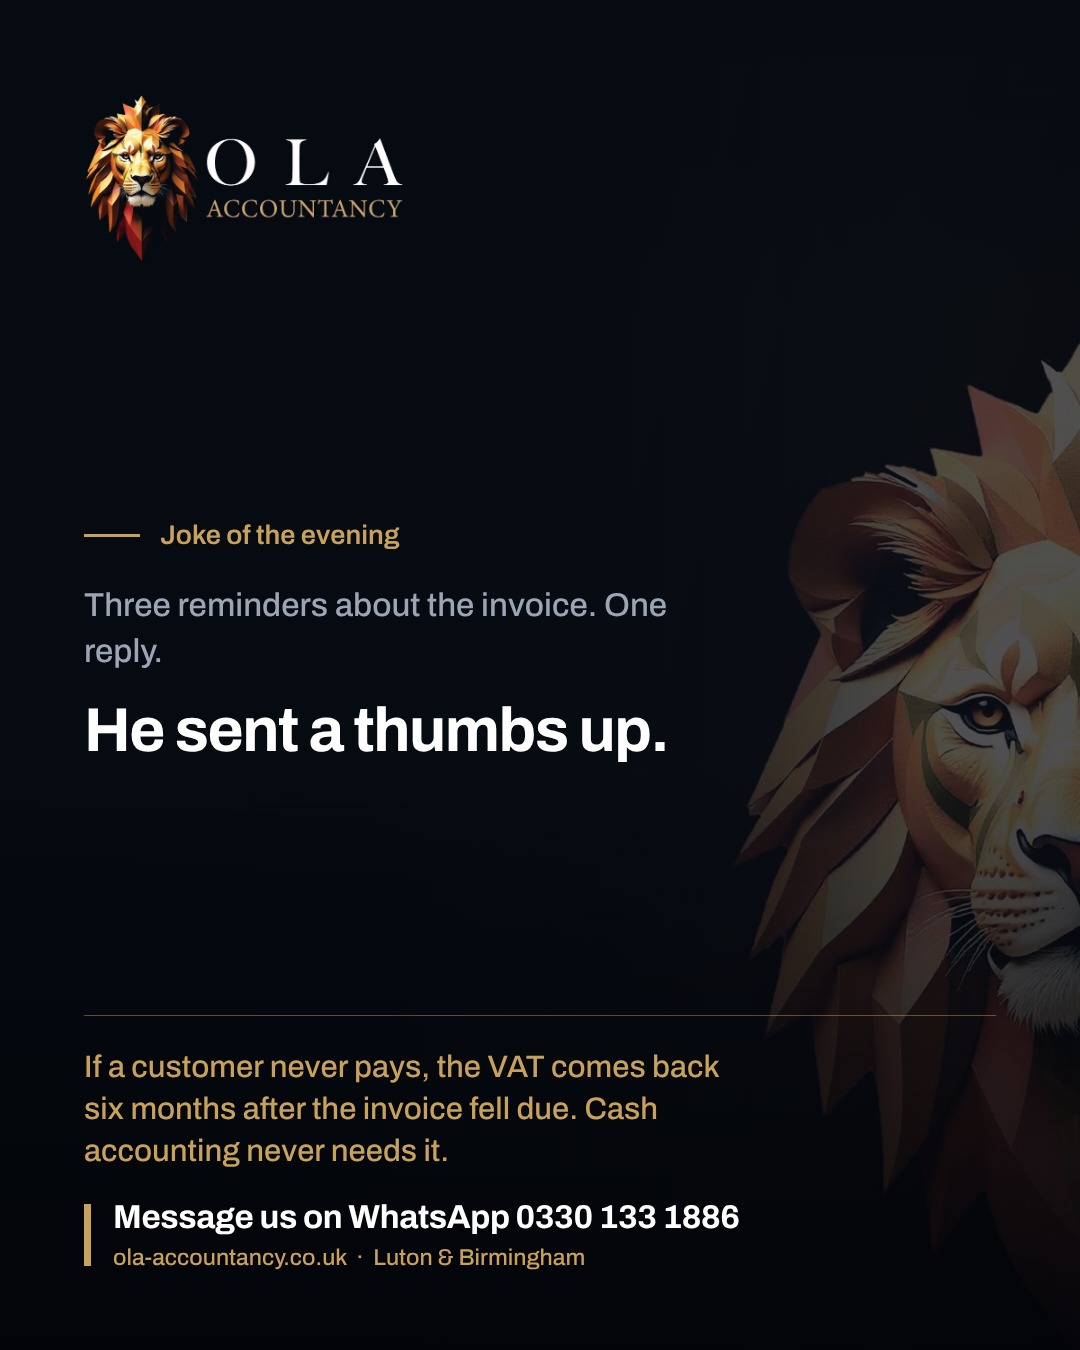 OLA
ACCOUNTANCY
Joke of the evening
Three reminders about the invoice. One
reply.
He sent a thumbs up.
If a customer never pays, the VAT comes back
six months after the invoice fell due. Cash
accounting never needs it.
Message us on WhatsApp 0330 133 1886
ola-accountancy.co.uk · Luton & Birmingham